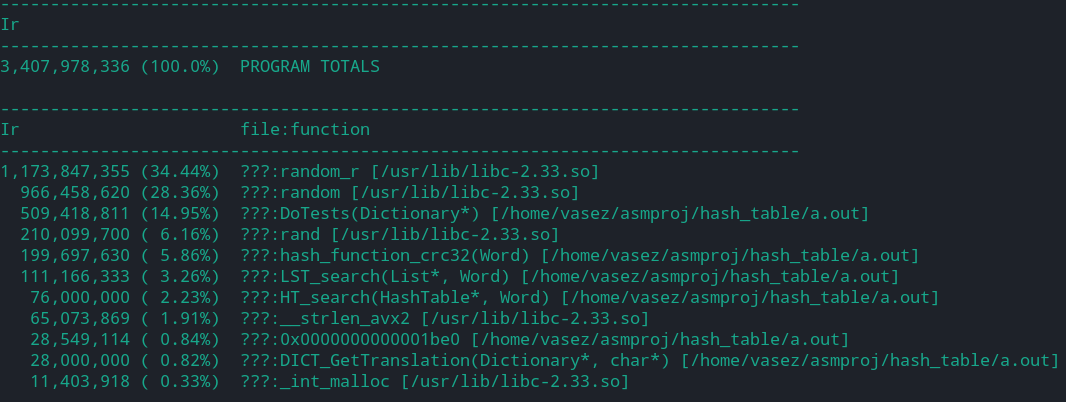 --------------------------------------------------------------------------------
Ir
--------------------------------------------------------------------------------
3,407,978,336 (100.0%)  PROGRAM TOTALS

--------------------------------------------------------------------------------
Ir                      file:function
--------------------------------------------------------------------------------
1,173,847,355 (34.44%)  ???:random_r [/usr/lib/libc-2.33.so]
  966,458,620 (28.36%)  ???:random [/usr/lib/libc-2.33.so]
  509,418,811 (14.95%)  ???:DoTests(Dictionary*) [/home/vasez/asmproj/hash_table/a.out]
  210,099,700 ( 6.16%)  ???:rand [/usr/lib/libc-2.33.so]
  199,697,630 ( 5.86%)  ???:hash_function_crc32(Word) [/home/vasez/asmproj/hash_table/a.out]
  111,166,333 ( 3.26%)  ???:LST_search(List*, Word) [/home/vasez/asmproj/hash_table/a.out]
   76,000,000 ( 2.23%)  ???:HT_search(HashTable*, Word) [/home/vasez/asmproj/hash_table/a.out]
   65,073,869 ( 1.91%)  ???:__strlen_avx2 [/usr/lib/libc-2.33.so]
   28,549,114 ( 0.84%)  ???:0x0000000000001be0 [/home/vasez/asmproj/hash_table/a.out]
   28,000,000 ( 0.82%)  ???:DICT_GetTranslation(Dictionary*, char*) [/home/vasez/asmproj/hash_table/a.out]
   11,403,918 ( 0.33%)  ???:_int_malloc [/usr/lib/libc-2.33.so]